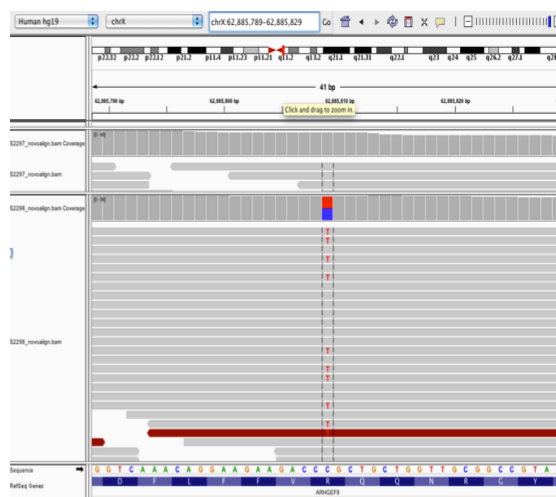 Human hg19 chrX chrX:62,885,789-62,885,829 Go
p22.32 p22.2 p22.12 p21.2 p11.4 p11.23 p11.21 q11.2 q13.2 q21.1 q21.31 q22.1 q23 q24 q25 q26.2 q27.1 q28
41 bp
62,885,790 bp 62,885,800 bp 62,885,810 bp 62,885,820 bp
Click and drag to zoom in.
S2297_novoalign.bam Coverage
S2297_novoalign.bam
S2298_novoalign.bam Coverage
T
T
T
T
S2298_novoalign.bam
T
T
T
T
T
T
Sequence G G T C A A A C A G G A A G A A G A C C C G C T G C T G G T T G C G G C C G T A
RefSeq Genes D F L F F V R Q Q N R G Y
ARHGEF9